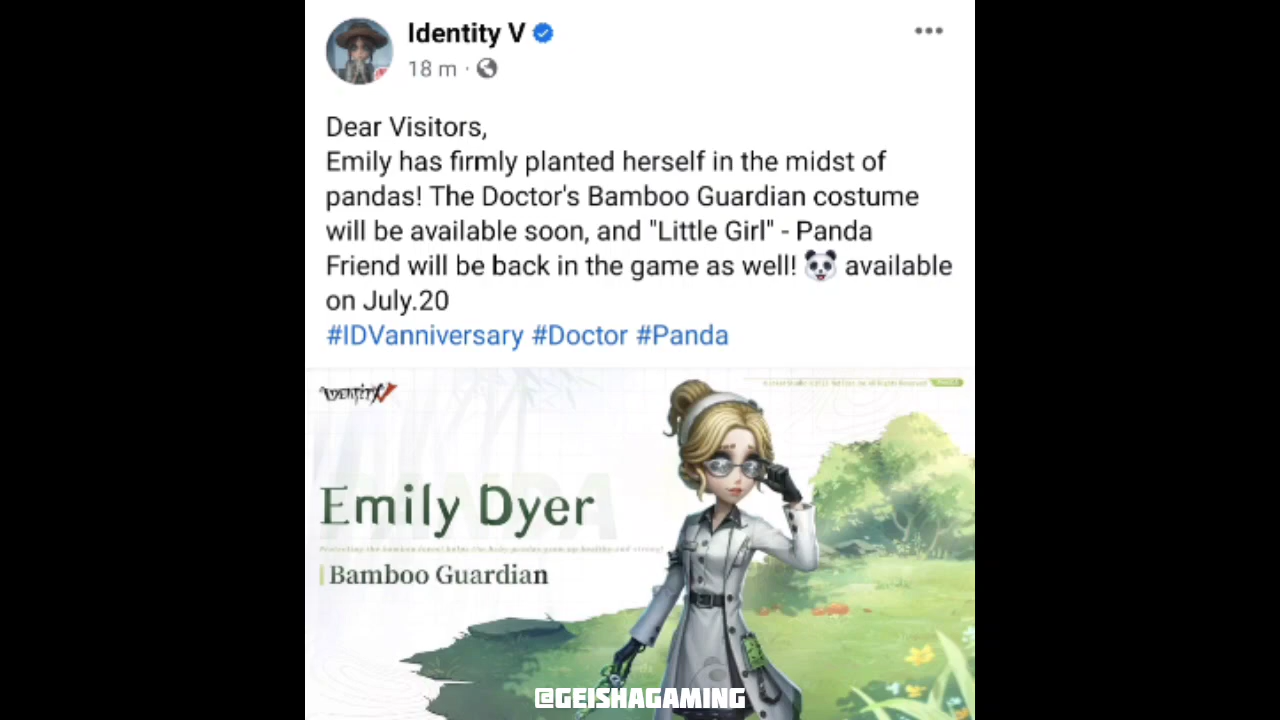 Identity V
18 m ·
Dear Visitors,
Emily has firmly planted herself in the midst of
pandas! The Doctor's Bamboo Guardian costume
will be available soon, and "Little Girl" - Panda
Friend will be back in the game as well! 🐼 available
on July.20
#IDVanniversary #Doctor #Panda
IDENTITY V
PANDA
Emily Dyer
Bamboo Guardian
@GEISHAGAMING